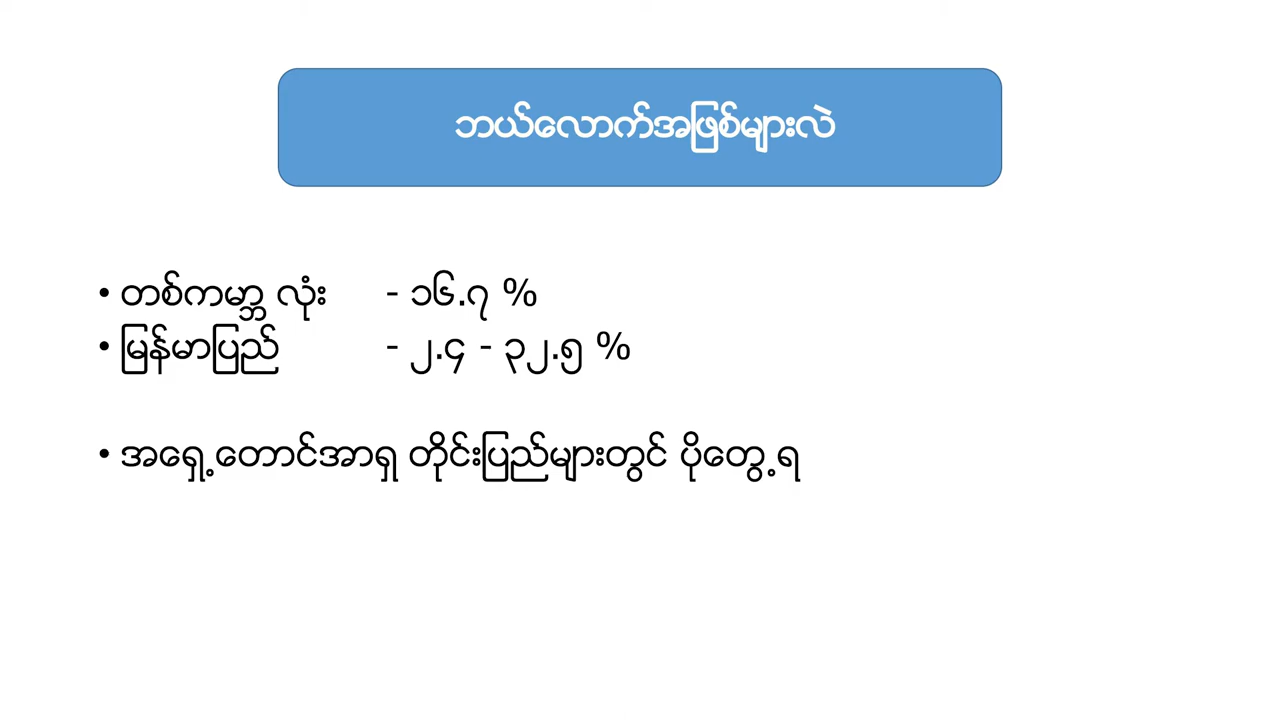 ဘယ်လောက်အဖြစ်များလဲ
• တစ်ကမ္ဘာ လုံး - ၁၆.၇ %
• မြန်မာပြည် - ၂.၄ - ၃၂.၅ %
• အရှေ့တောင်အာရှ တိုင်းပြည်များတွင် ပိုတွေ့ရ